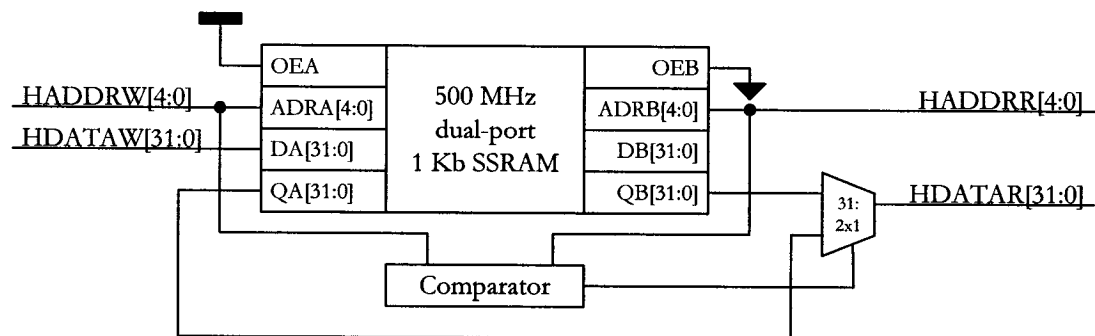 OEA
OEB
HADDRW[4:0]
ADRA[4:0]
500 MHz
ADRB[4:0]
HADDRR[4:0]
HDATAW[31:0]
DA[31:0]
dual-port
DB[31:0]
QA[31:0]
1 Kb SSRAM
QB[31:0]
31:
2x1
HDATAR[31:0]
Comparator